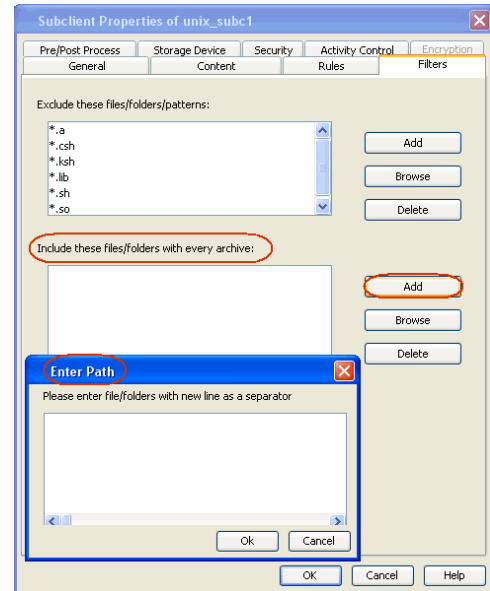 Subclient Properties of unix_subc1
Pre/Post Process Storage Device Security Activity Control Encryption
General Content Rules Filters
Exclude these files/folders/patterns:
*.a
*.csh
*.ksh
*.lib
*.sh
*.so
Add
Browse
Delete
Include these files/folders with every archive:
Add
Browse
Delete
Enter Path
Please enter file/folders with new line as a separator
Ok Cancel
OK Cancel Help